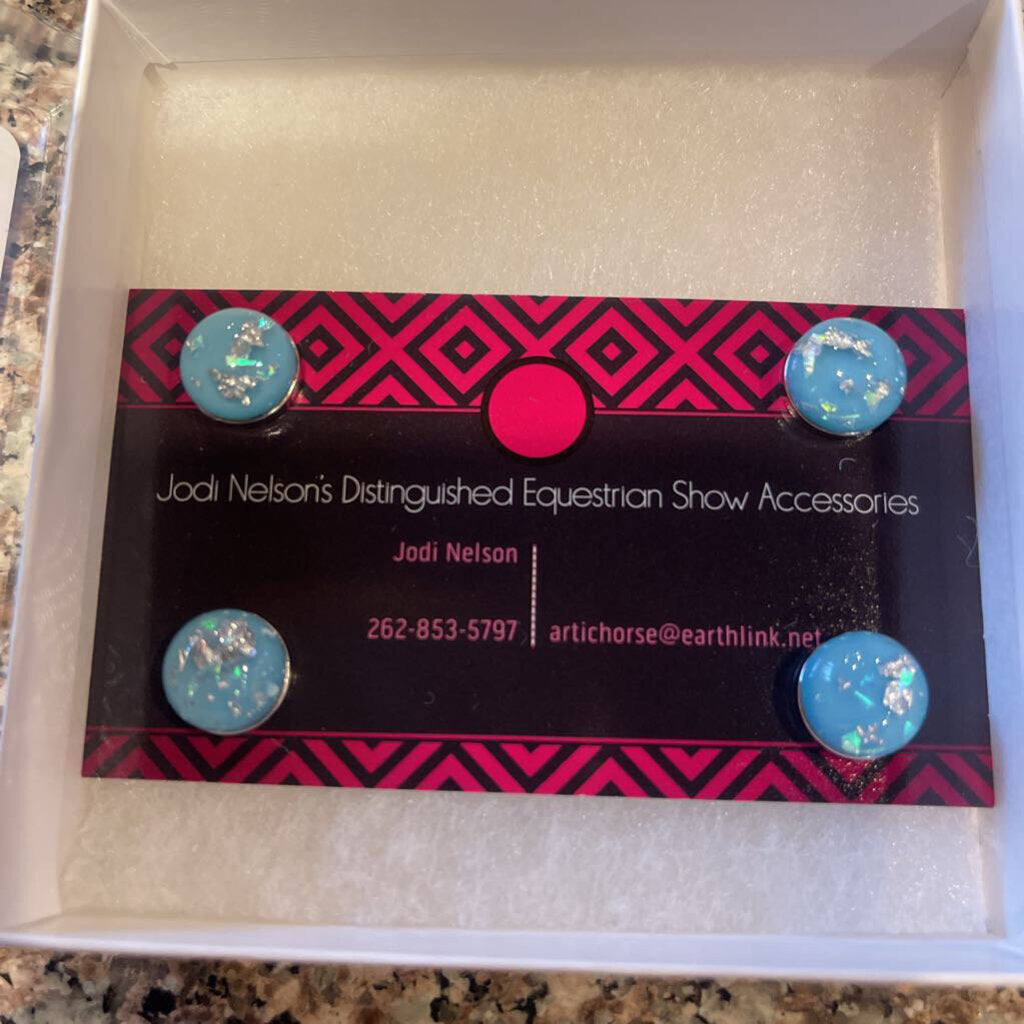 Jodi Nelson's Distinguished Equestrian Show Accessories
Jodi Nelson
262-853-5797
artichorse@earthlink.net